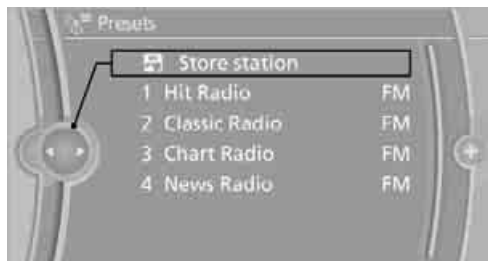 Presets
Store station
1 Hit Radio FM
2 Classic Radio FM
3 Chart Radio FM
4 News Radio FM